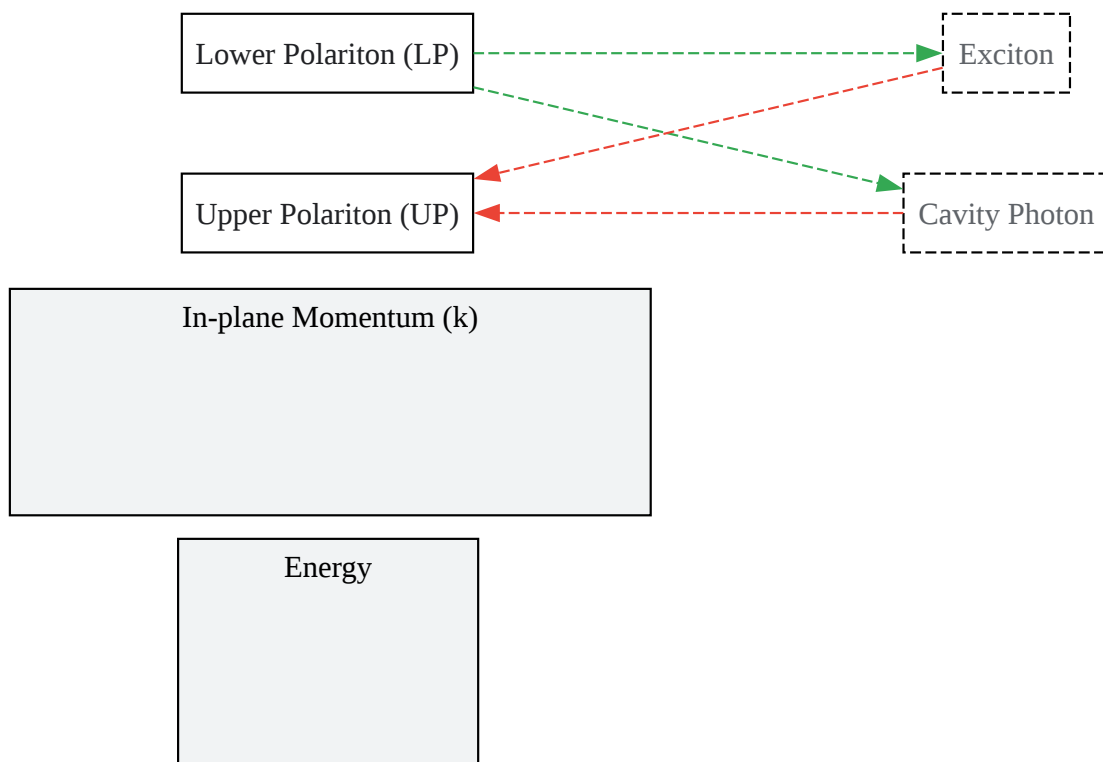 Lower Polariton (LP)
Exciton
Upper Polariton (UP)
Cavity Photon
In-plane Momentum (k)
Energy